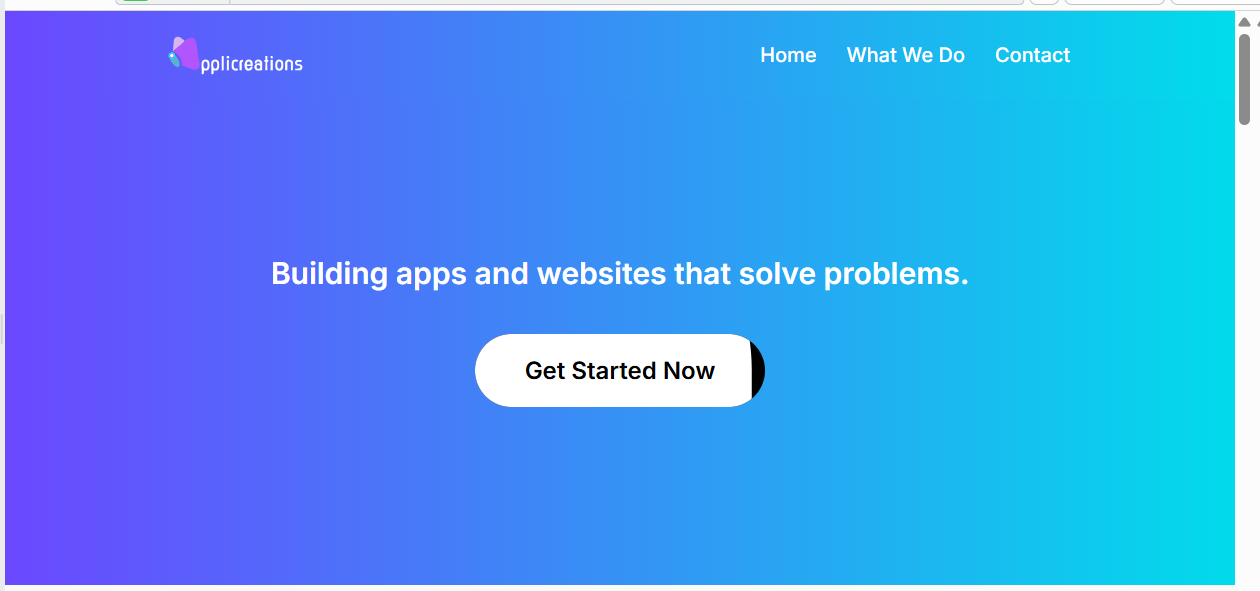 pplicreations
Home What We Do Contact
Building apps and websites that solve problems.
Get Started Now